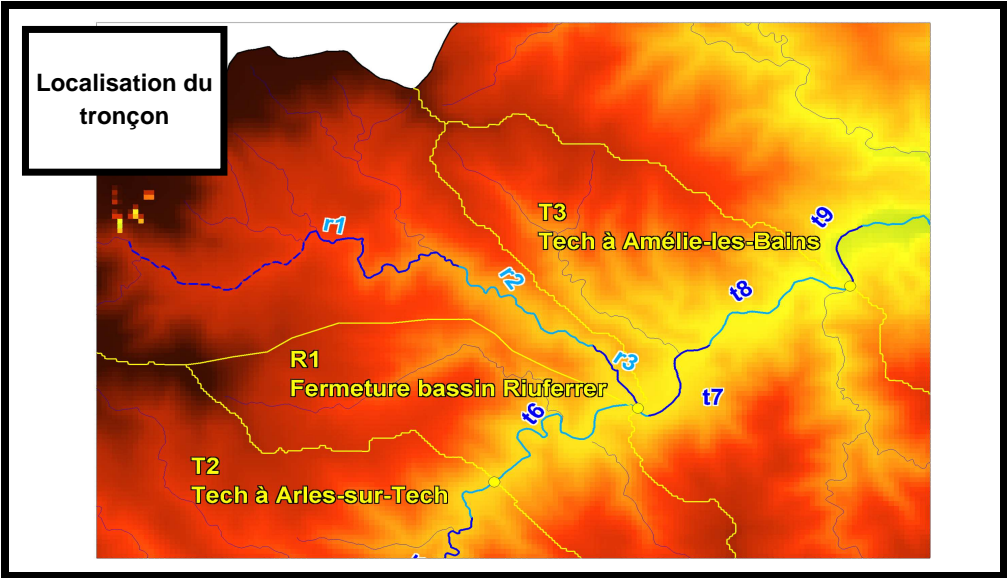 Localisation du
tronçon
r1
r2
r3
T3
Tech à Amélie-les-Bains
t9
t8
t7
R1
Fermeture bassin Riuferrer
t6
T2
Tech à Arles-sur-Tech